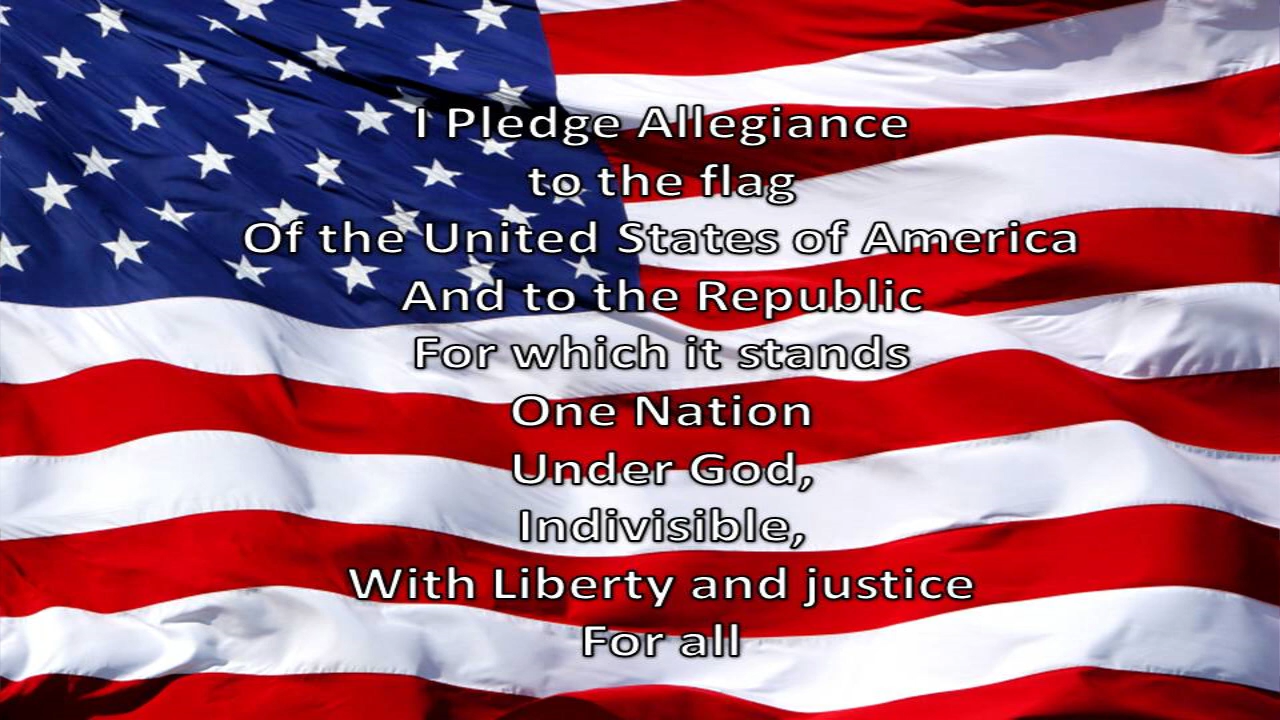 I Pledge Allegiance
to the flag
Of the United States of America
And to the Republic
For which it stands
One Nation
Under God,
Indivisible,
With Liberty and justice
For all